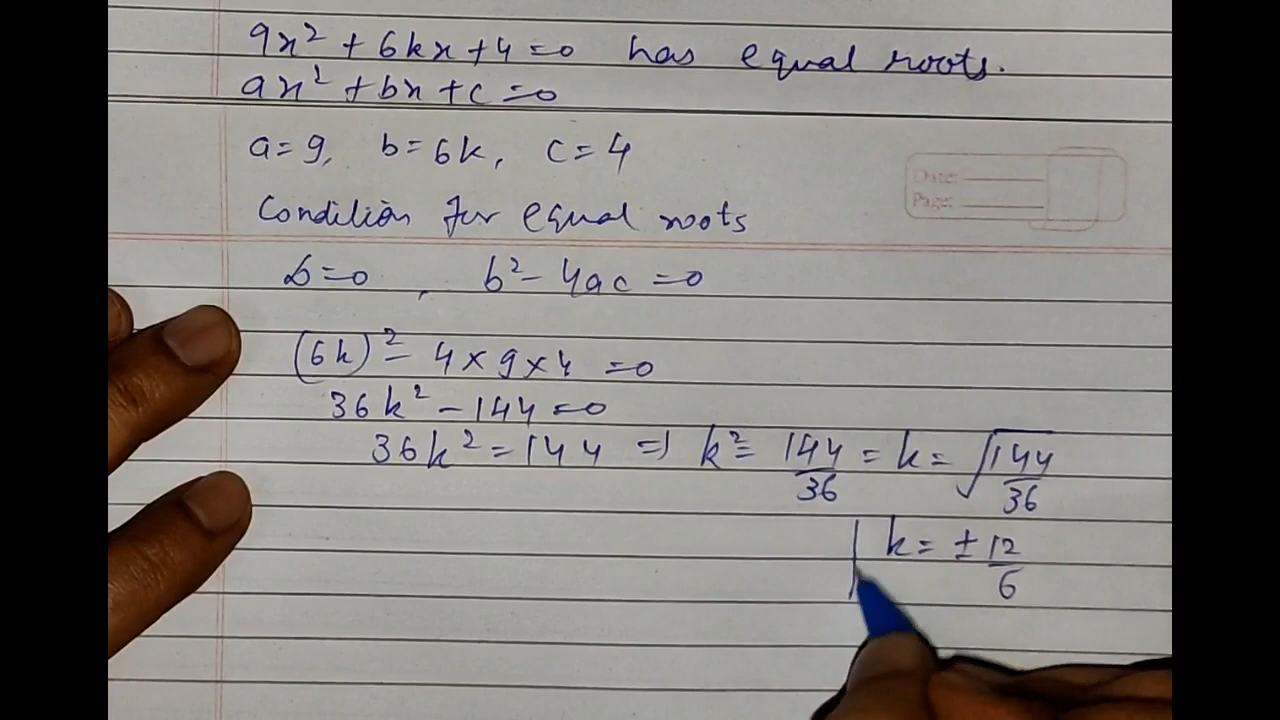 9x² + 6kx + 4 = 0 has equal roots.
ax² + bx + c = 0
a = 9, b = 6k, c = 4
Date:
Page:
Condition for equal roots
D = 0 , b² - 4ac = 0
(6k)² - 4 × 9 × 4 = 0
36k² - 144 = 0
36k² = 144 ⇒ k² = 144/36 = k = √144/36
k = ± 12/6